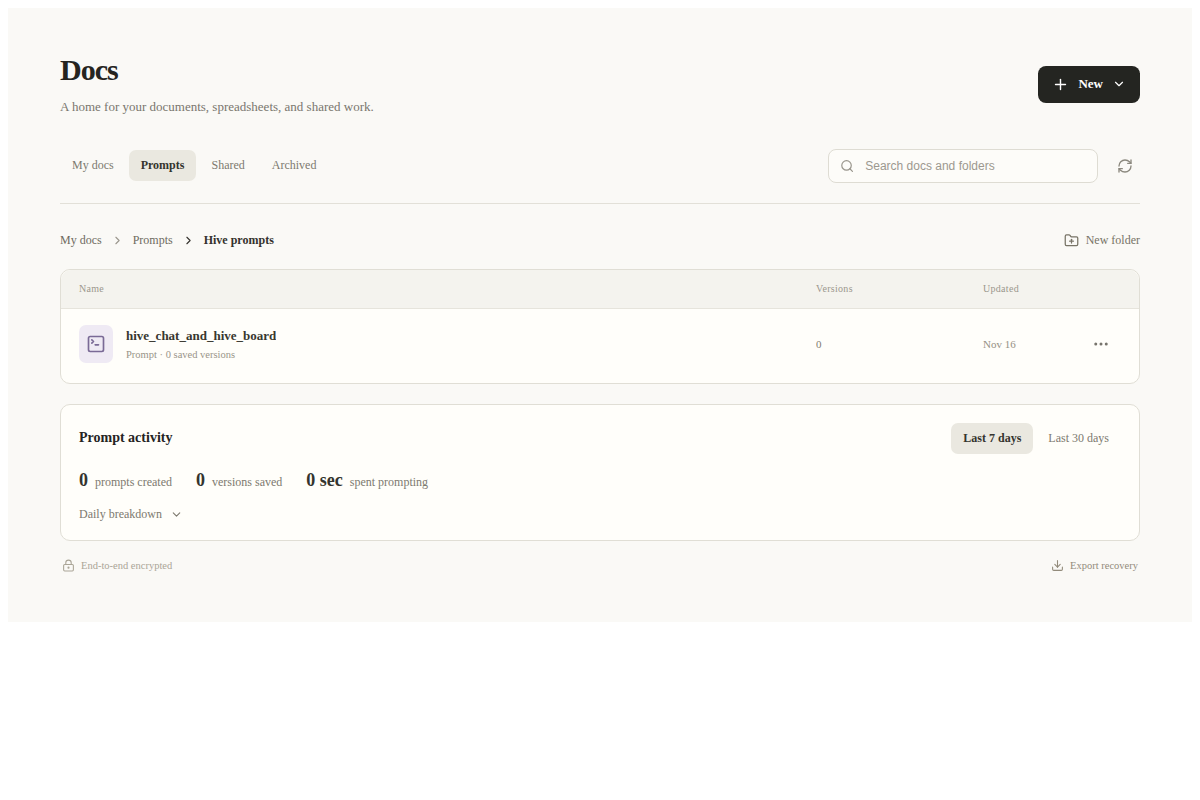 Docs
A home for your documents, spreadsheets, and shared work.
New
My docs
Prompts
Shared
Archived
Search docs and folders
My docs
Prompts
Hive prompts
New folder
Name
Versions
Updated
hive_chat_and_hive_board
Prompt · 0 saved versions
0
Nov 16
Prompt activity
Last 7 days
Last 30 days
0 prompts created
0 versions saved
0 sec spent prompting
Daily breakdown
End-to-end encrypted
Export recovery